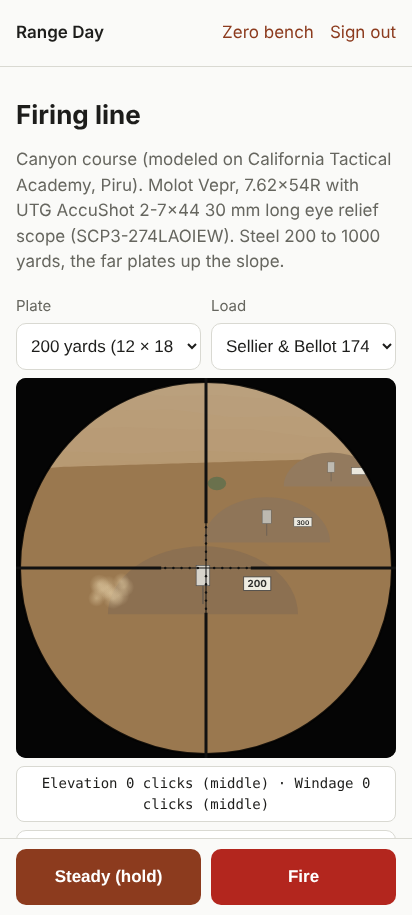 Range Day
Zero bench
Sign out
Firing line
Canyon course (modeled on California Tactical
Academy, Piru). Molot Vepr, 7.62×54R with
UTG AccuShot 2-7×44 30 mm long eye relief
scope (SCP3-274LAOIEW). Steel 200 to 1000
yards, the far plates up the slope.
Plate
Load
200 yards (12 × 18
Sellier & Bellot 174
300
200
Elevation 0 clicks (middle) · Windage 0
clicks (middle)
Steady (hold)
Fire